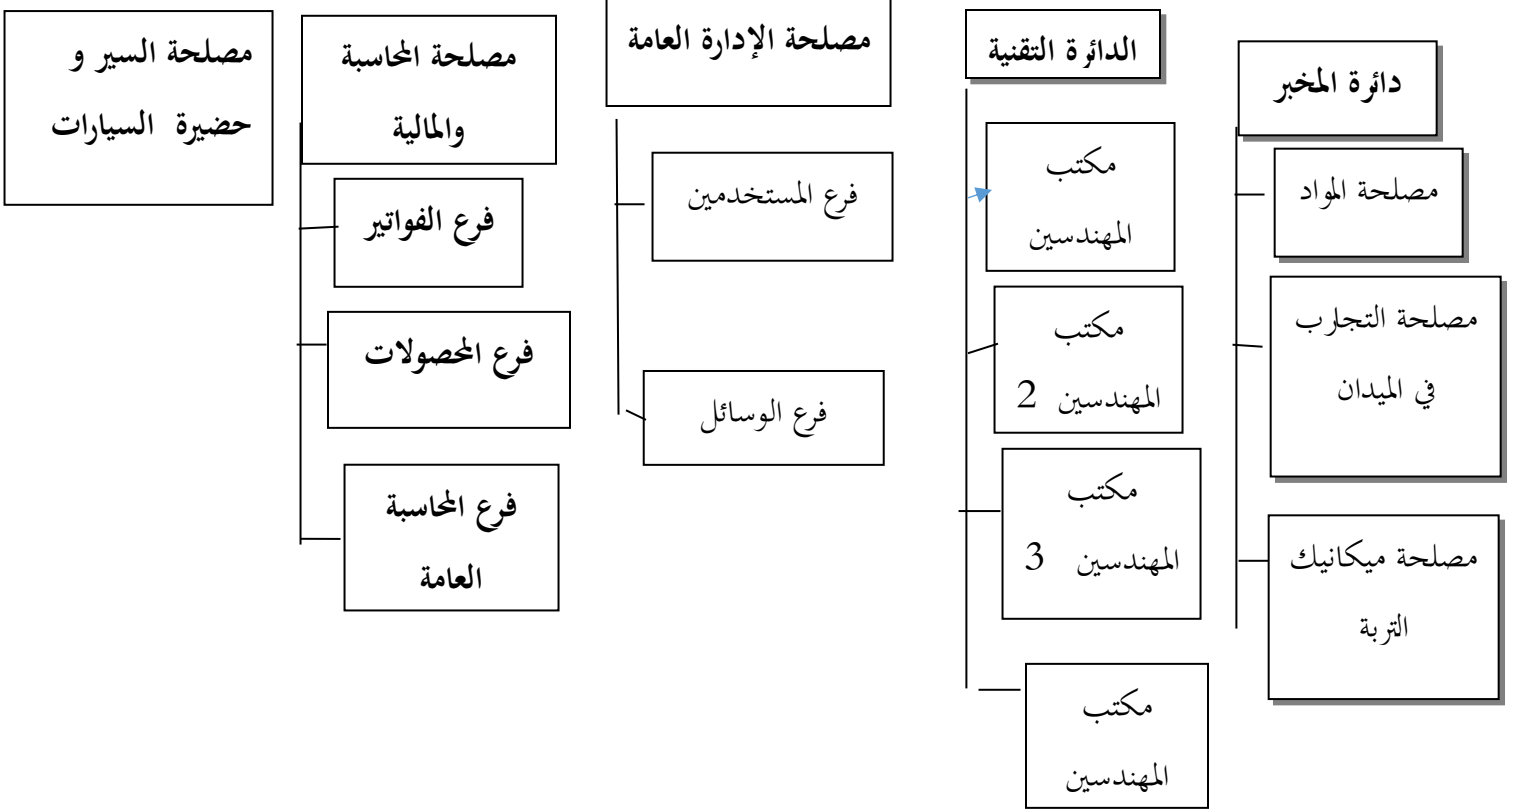 دائرة المخبر
مصلحة المواد
مصلحة التجارب
في الميدان
مصلحة ميكانيك
التربة
الدائرة التقنية
مكتب
المهندسين
مكتب
المهندسين 2
مكتب
المهندسين 3
مكتب
المهندسين
مصلحة الإدارة العامة
فرع المستخدمين
فرع الوسائل
مصلحة المحاسبة
والمالية
فرع الفواتير
فرع المحصولات
فرع المحاسبة
العامة
مصلحة السير و
حضيرة السيارات